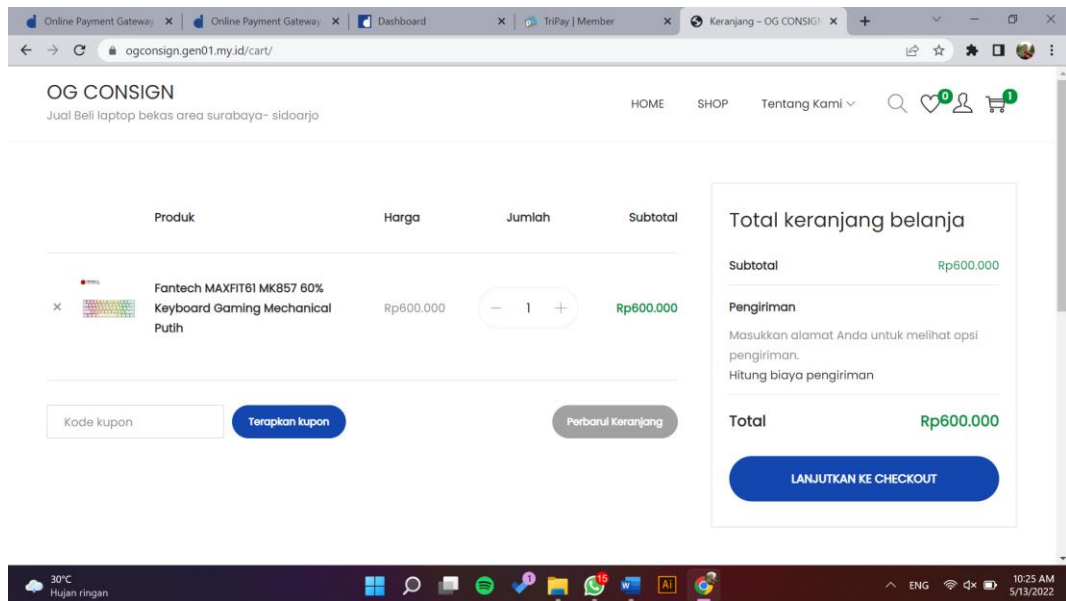 Online Payment Gateway
Online Payment Gateway
Dashboard
TriPay | Member
Keranjang – OG CONSIGN
ogconsign.gen01.my.id/cart/
OG CONSIGN
Jual Beli laptop bekas area surabaya- sidoarjo
HOME SHOP Tentang Kami 0 1
Produk Harga Jumlah Subtotal
Fantech MAXFIT61 MK857 60%
Keyboard Gaming Mechanical
Putih
Rp600.000 − 1 + Rp600.000
Kode kupon Terapkan kupon Perbarui Keranjang
Total keranjang belanja
Subtotal Rp600.000
Pengiriman
Masukkan alamat Anda untuk melihat opsi
pengiriman.
Hitung biaya pengiriman
Total Rp600.000
LANJUTKAN KE CHECKOUT
30°C
Hujan ringan
1
15
W
Ai
ENG
10:25 AM
5/13/2022